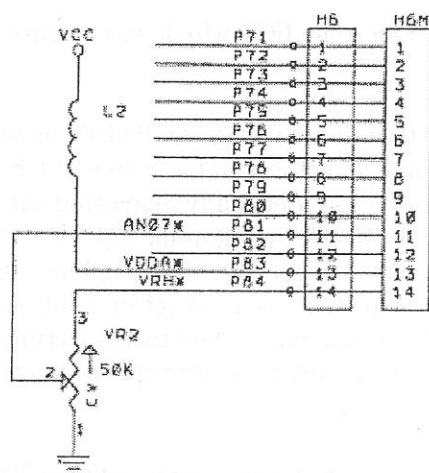 H6 H6M
VCC
P71 1 1
P72 2 2
P73 3 3
P74 4 4
L2 P75 5 5
P76 6 6
P77 7 7
P78 8 8
P79 9 9
P80 10 10
AN07* P81 11 11
P82 12 12
VDDA* P83 13 13
VRH* P84 14 14
3
VR2
50K
2
1